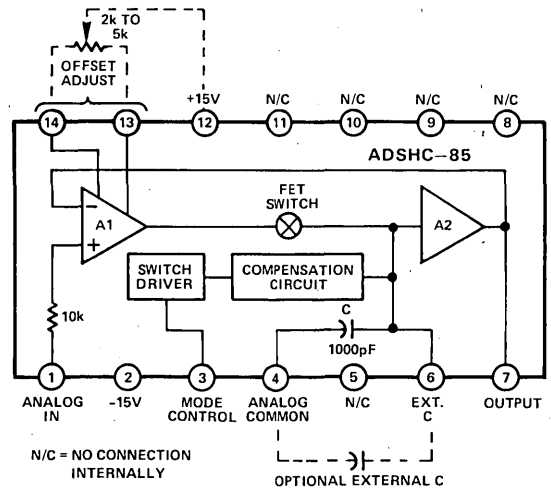 2k TO
5k
OFFSET
ADJUST
+15V N/C N/C N/C N/C
14 13 12 11 10 9 8
ADSHC-85
FET
SWITCH
− A1 +
A2
SWITCH
DRIVER
COMPENSATION
CIRCUIT
C
1000pF
10k
1 2 3 4 5 6 7
ANALOG
IN
-15V
MODE
CONTROL
ANALOG
COMMON
N/C
EXT.
C
OUTPUT
N/C = NO CONNECTION
INTERNALLY
OPTIONAL EXTERNAL C